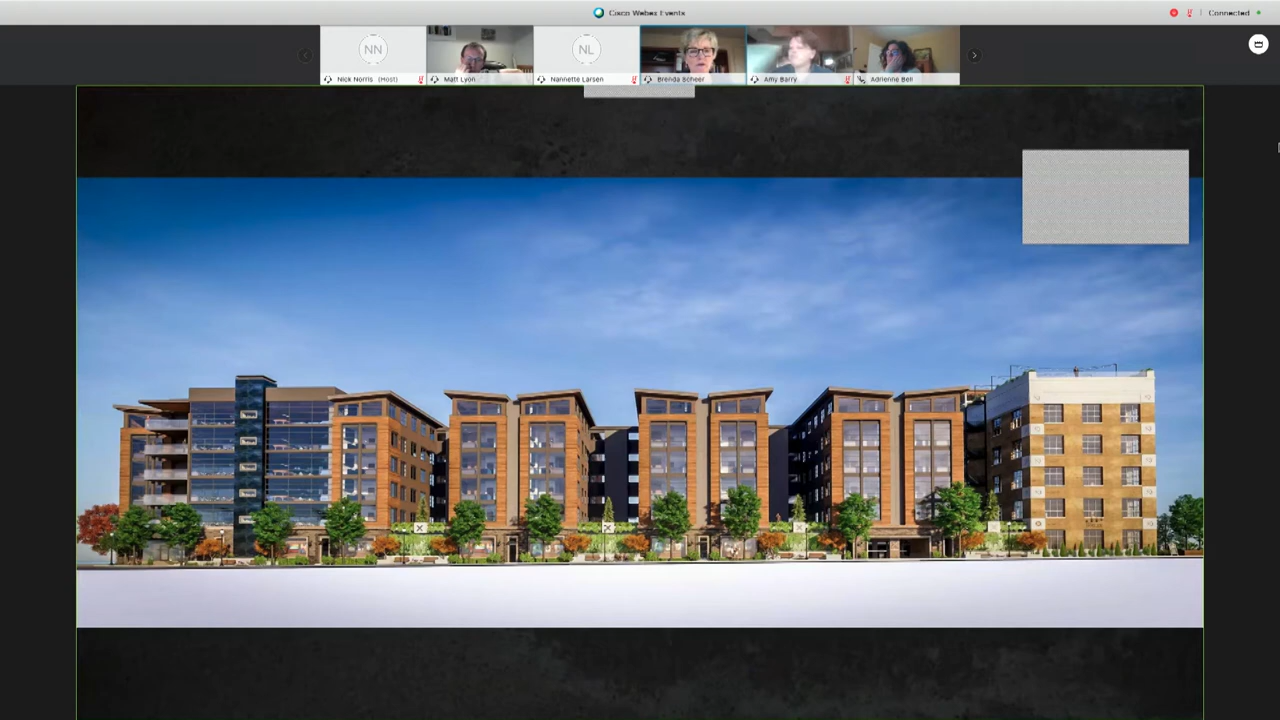 Cisco Webex Events
Connected
NN
NL
Nick Norris (Host)
Matt Lyon
Nannette Larsen
Brenda Scheer
Amy Barry
Adrienne Bell